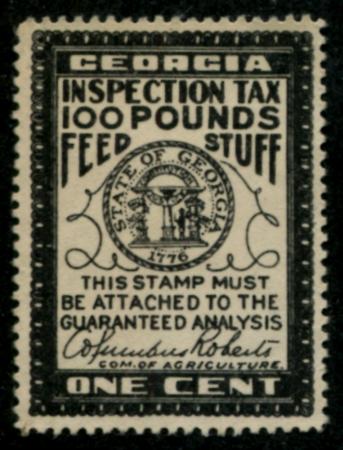 GEORGIA
INSPECTION TAX
100 POUNDS
FEED STUFF
STATE OF GEORGIA
1776
THIS STAMP MUST
BE ATTACHED TO THE
GUARANTEED ANALYSIS
Columbus Roberts
COM. OF AGRICULTURE.
ONE CENT